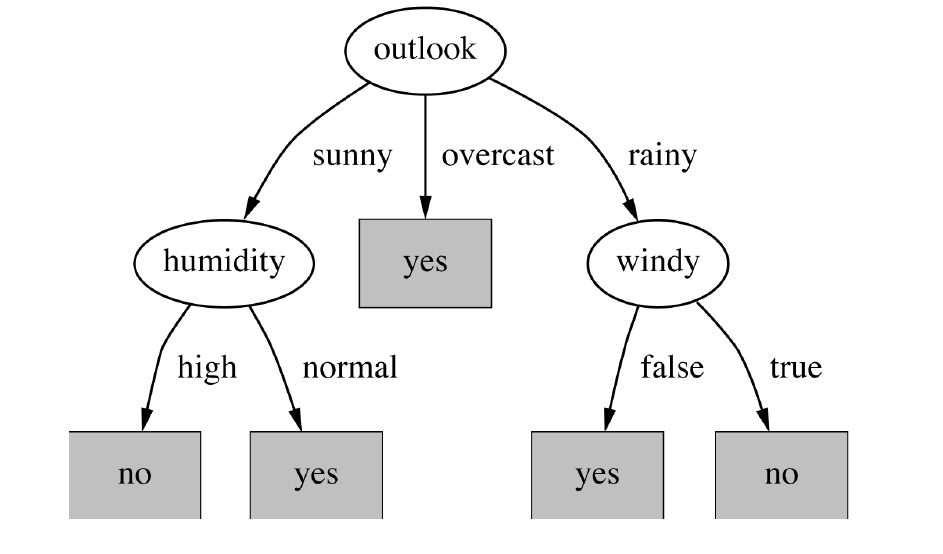 outlook
sunny overcast rainy
humidity yes windy
high normal false true
no yes yes no